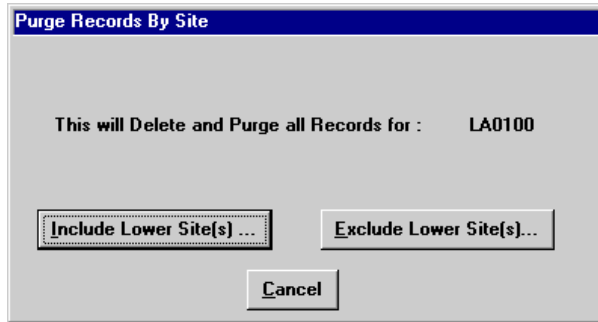 Purge Records By Site
This will Delete and Purge all Records for : LA0100
Include Lower Site(s) ... Exclude Lower Site(s)...
Cancel